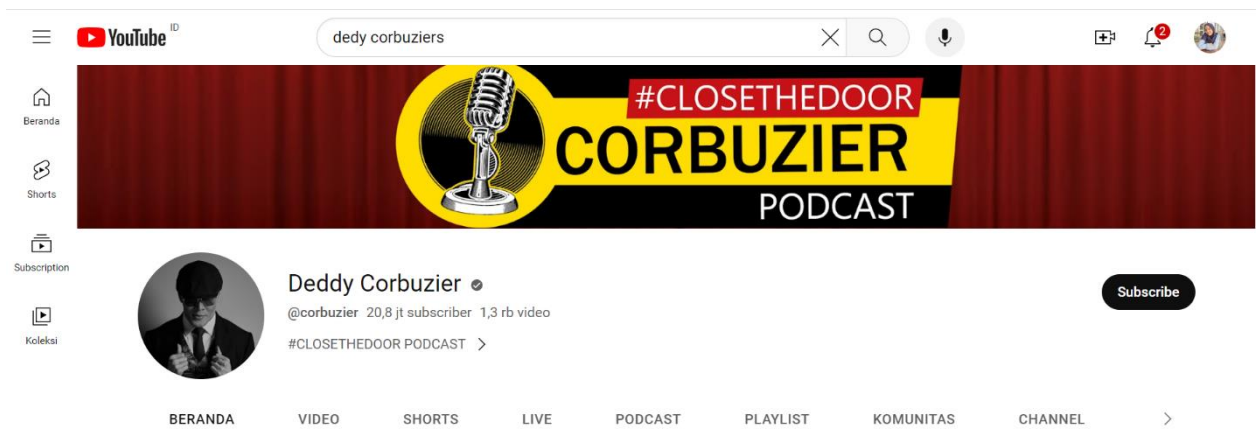 YouTube ID
dedy corbuziers
2
Beranda
Shorts
Subscription
Koleksi
#CLOSETHEDOOR
CORBUZIER
PODCAST
Deddy Corbuzier
@corbuzier 20,8 jt subscriber 1,3 rb video
#CLOSETHEDOOR PODCAST
Subscribe
BERANDA VIDEO SHORTS LIVE PODCAST PLAYLIST KOMUNITAS CHANNEL